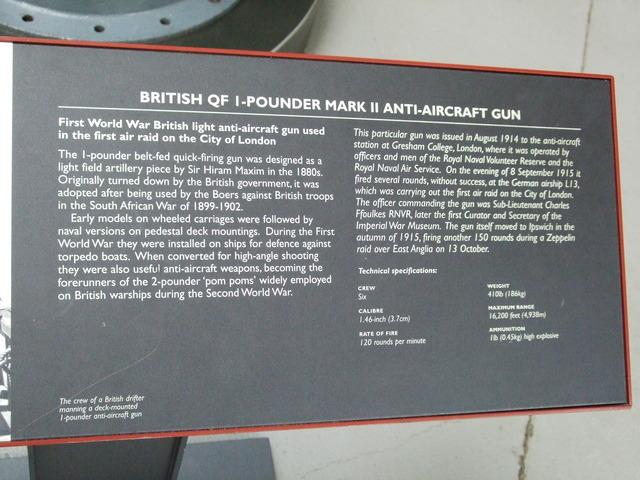 BRITISH QF 1-POUNDER MARK II ANTI-AIRCRAFT GUN
First World War British light anti-aircraft gun used
in the first air raid on the City of London
The 1-pounder belt-fed quick-firing gun was designed as a
light field artillery piece by Sir Hiram Maxim in the 1880s.
Originally turned down by the British government, it was
adopted after being used by the Boers against British troops
in the South African War of 1899-1902.
Early models on wheeled carriages were followed by
naval versions on pedestal deck mountings. During the First
World War they were installed on ships for defence against
torpedo boats. When converted for high-angle shooting
they were also useful anti-aircraft weapons, becoming the
forerunners of the 2-pounder 'pom poms' widely employed
on British warships during the Second World War.
The crew of a British drifter
manning a deck-mounted
1-pounder anti-aircraft gun
This particular gun was issued in August 1914 to the anti-aircraft
station at Gresham College, London, where it was operated by
officers and men of the Royal Naval Volunteer Reserve and the
Royal Naval Air Service. On the evening of 8 September 1915 it
fired several rounds, without success, at the German airship L13,
which was carrying out the first air raid on the City of London.
The officer commanding the gun was Sub-Lieutenant Charles
Ffoulkes RNVR, later the first Curator and Secretary of the
Imperial War Museum. The gun itself moved to Ipswich in the
autumn of 1915, firing another 150 rounds during a Zeppelin
raid over East Anglia on 13 October.
Technical specifications:
CREW
Six
CALIBRE
1.46-inch (3.7cm)
RATE OF FIRE
120 rounds per minute
WEIGHT
410lb (186kg)
MAXIMUM RANGE
16,200 feet (4,938m)
AMMUNITION
1lb (0.45kg) high explosive